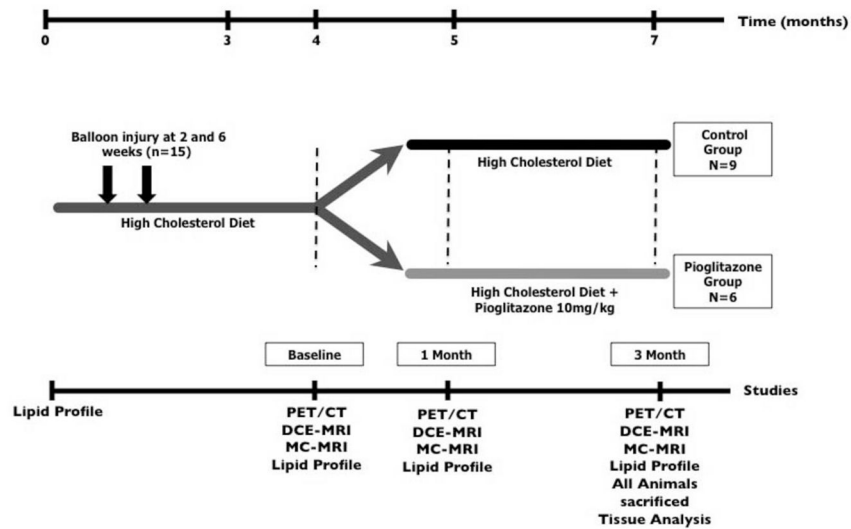 Time (months)
0
3
4
5
7
Balloon injury at 2 and 6
weeks (n=15)
High Cholesterol Diet
High Cholesterol Diet
Control
Group
N=9
High Cholesterol Diet +
Pioglitazone 10mg/kg
Pioglitazone
Group
N=6
Baseline
1 Month
3 Month
Studies
Lipid Profile
PET/CT
DCE-MRI
MC-MRI
Lipid Profile
PET/CT
DCE-MRI
MC-MRI
Lipid Profile
PET/CT
DCE-MRI
MC-MRI
Lipid Profile
All Animals
sacrificed
Tissue Analysis